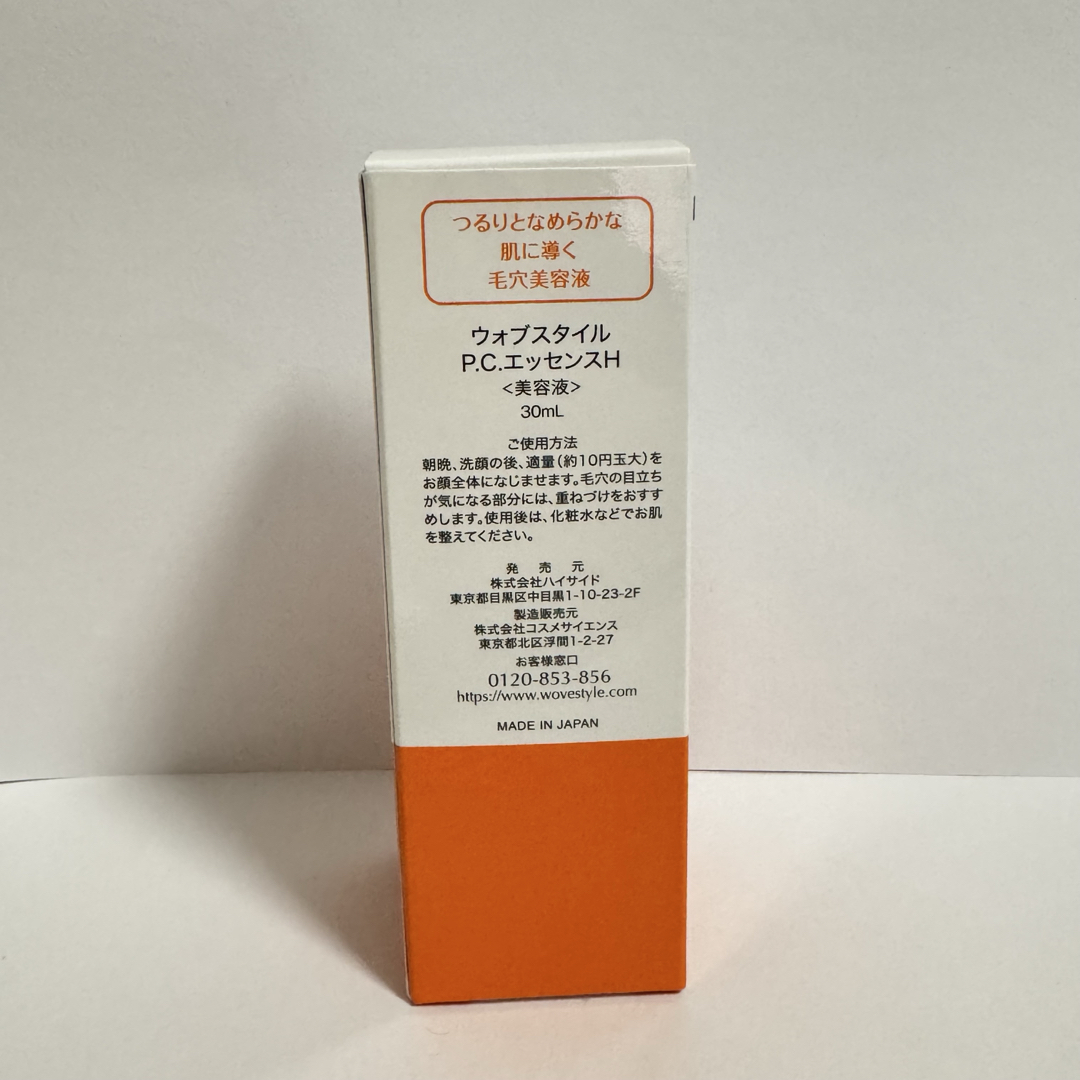 つるりとなめらかな
肌に導く
毛穴美容液
ウォブスタイル
P.C.エッセンスH
<美容液>
30mL
ご使用方法
朝晩、洗顔の後、適量(約10円玉大)を
お顔全体になじませます。毛穴の目立ち
が気になる部分には、重ねづけをおすす
めします。使用後は、化粧水などでお肌
を整えてください。
発 売 元
株式会社ハイサイド
東京都目黒区中目黒1-10-23-2F
製造販売元
株式会社コスメサイエンス
東京都北区浮間1-2-27
お客様窓口
0120-853-856
https://www.wovestyle.com
MADE IN JAPAN